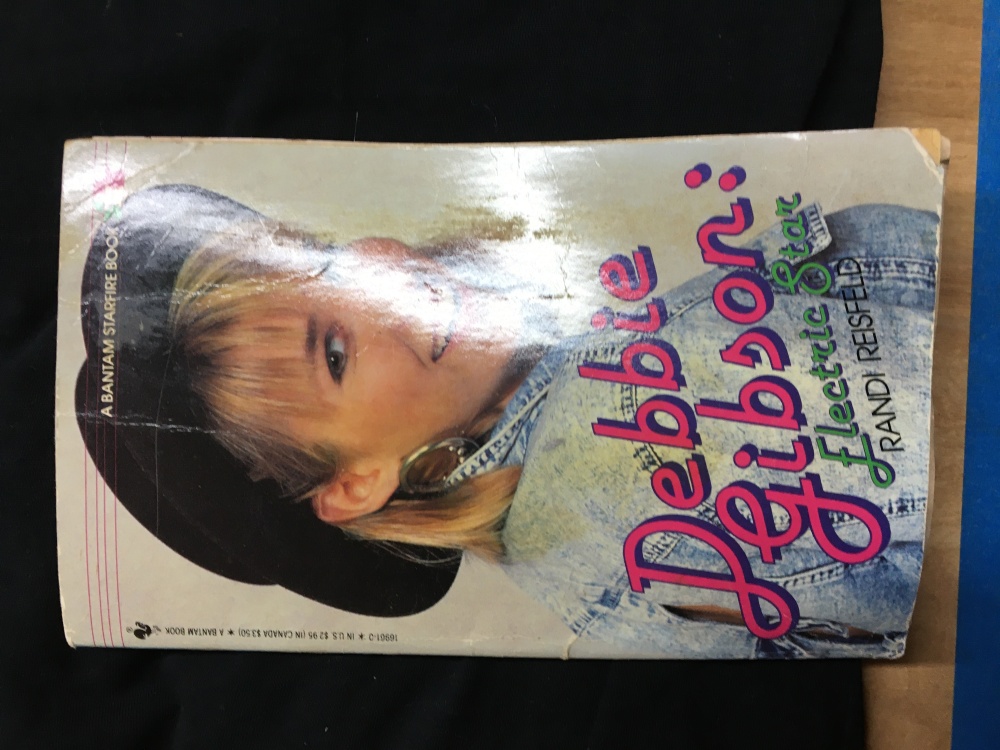 A BANTAM STARFIRE BOOK
16901-2 ★ IN U.S. $2.95 (IN CANADA $3.50) ★ A BANTAM BOOK
Debbie
Gibson:
Electric Star
RANDI REISFELD